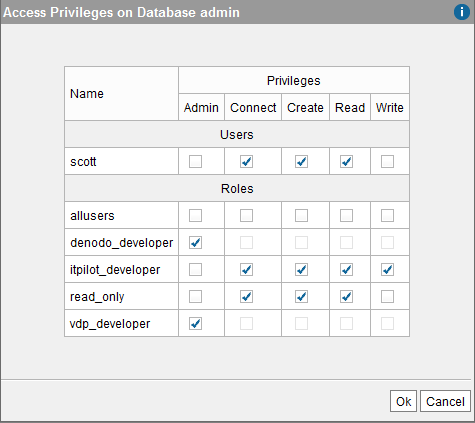 Access Privileges on Database admin
Name
Privileges
Admin Connect Create Read Write
Users
scott
Roles
allusers
denodo_developer
itpilot_developer
read_only
vdp_developer
Ok Cancel